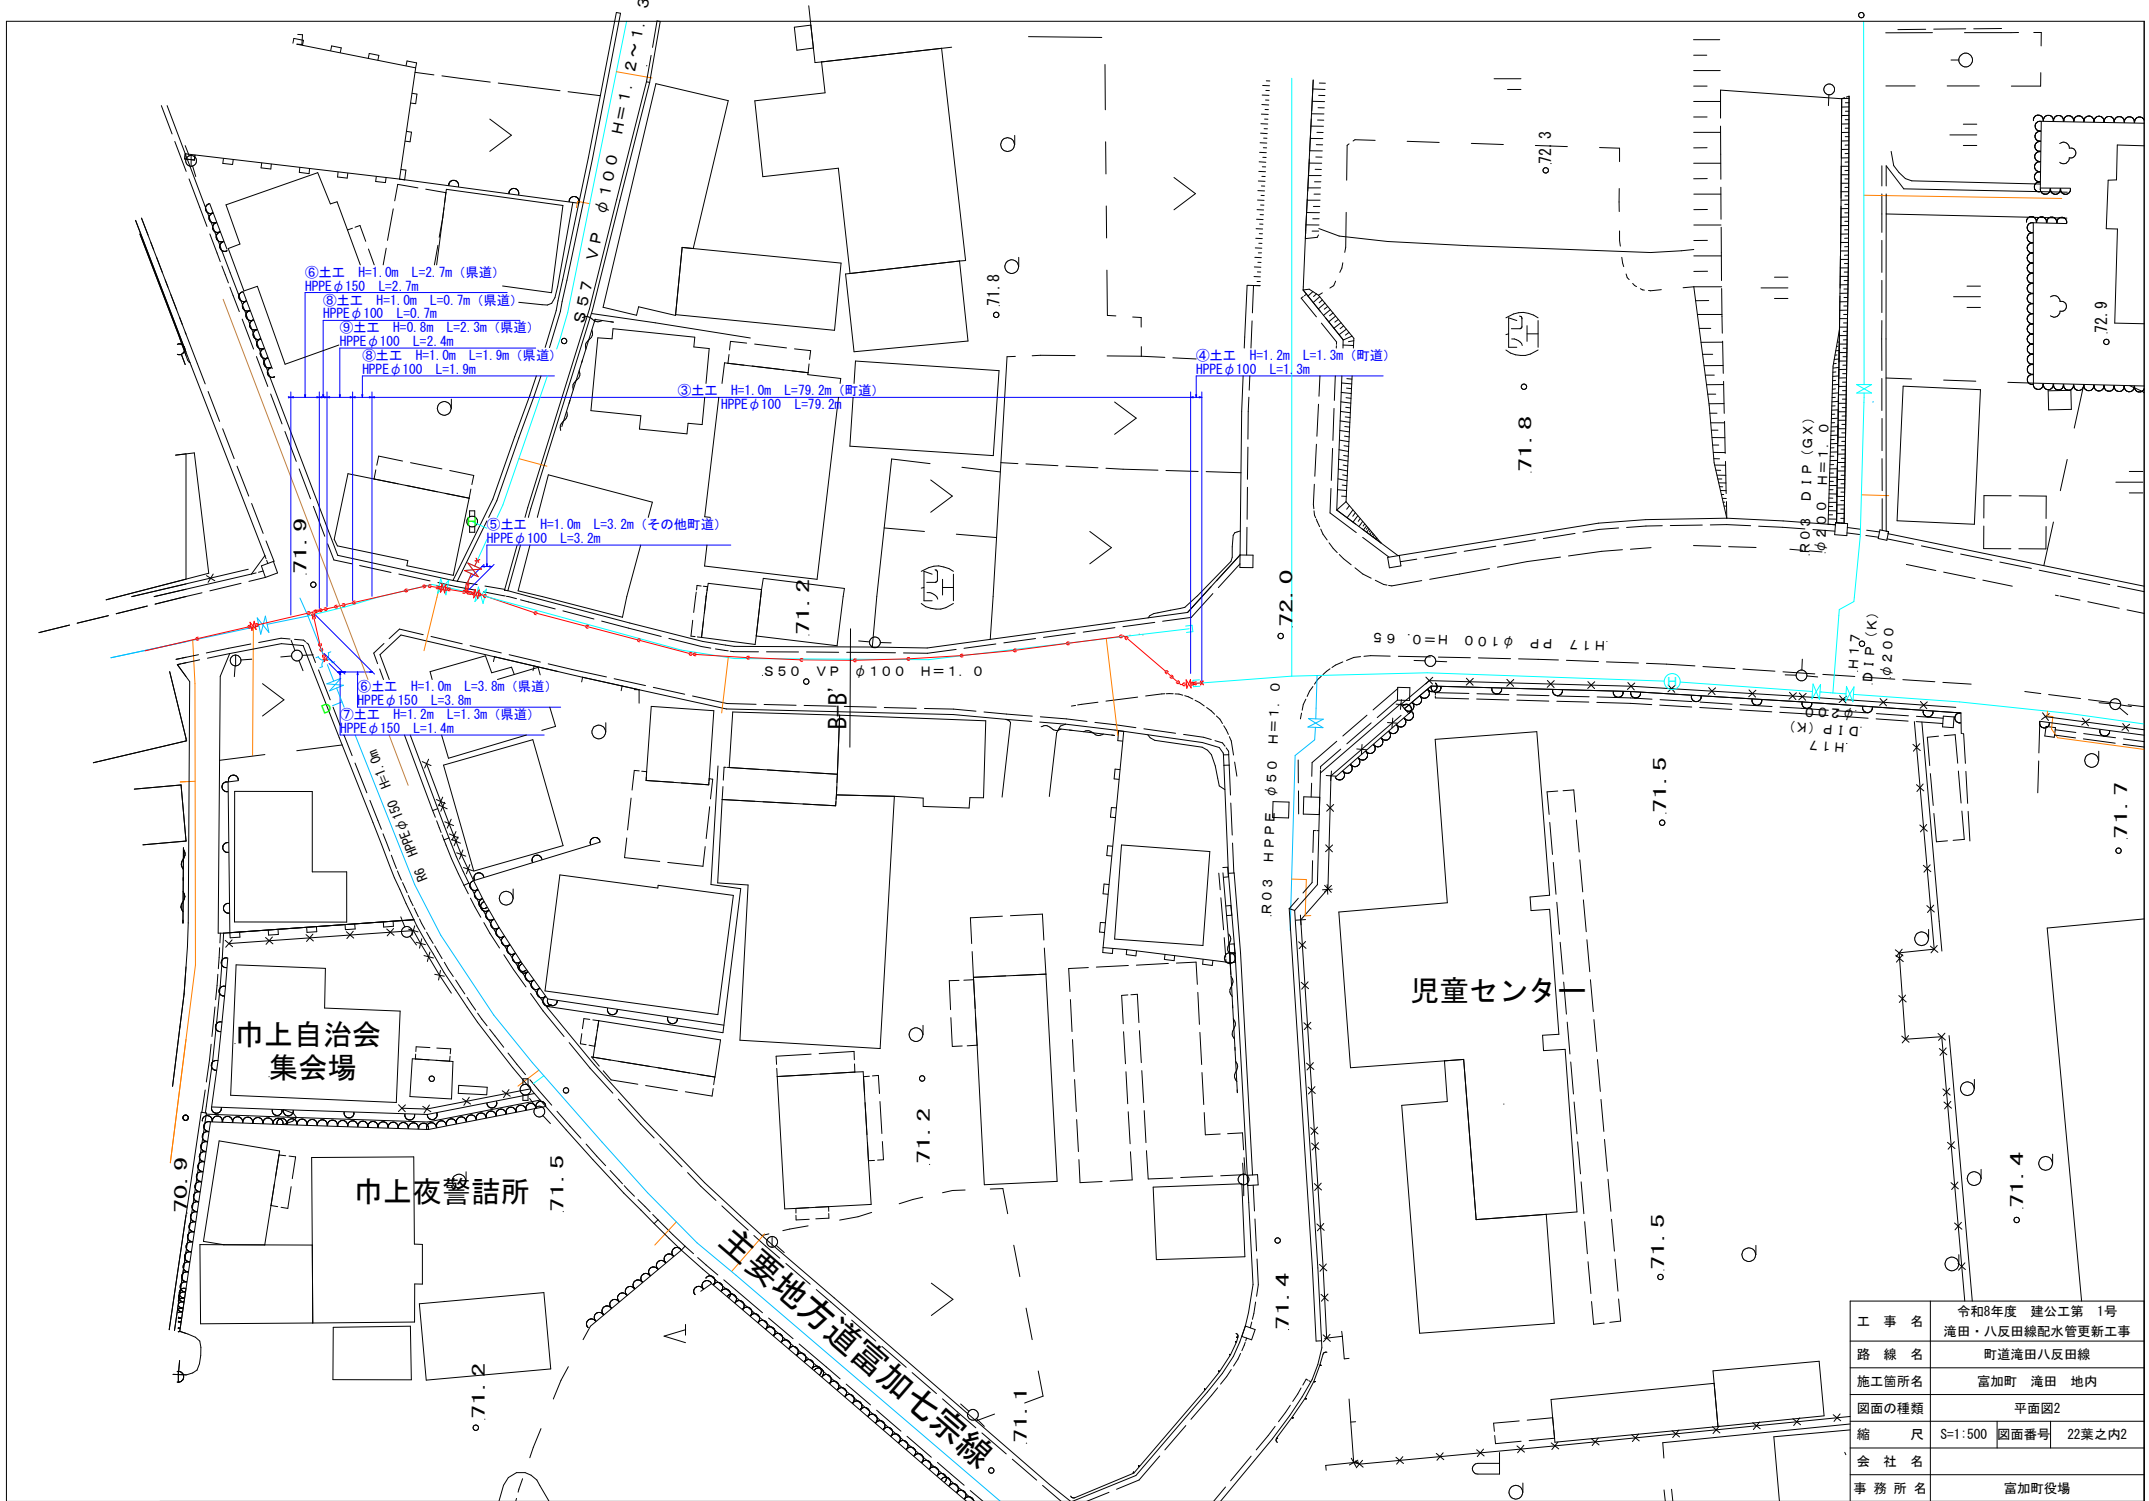 S57 VP φ100 H=1.2~1.3
⑥土工 H=1.0m L=2.7m (県道)
HPPEφ150 L=2.7m
⑧土工 H=1.0m L=0.7m (県道)
HPPEφ100 L=0.7m
⑨土工 H=0.8m L=2.3m (県道)
HPPEφ100 L=2.4m
⑧土工 H=1.0m L=1.9m (県道)
HPPEφ100 L=1.9m
③土工 H=1.0m L=79.2m (町道)
HPPEφ100 L=79.2m
④土工 H=1.2m L=1.3m (町道)
HPPEφ100 L=1.3m
⑤土工 H=1.0m L=3.2m (その他町道)
HPPEφ100 L=3.2m
⑥土工 H=1.0m L=3.8m (県道)
HPPEφ150 L=3.8m
⑦土工 H=1.2m L=1.3m (県道)
HPPEφ150 L=1.4m
72.3
71.8
72.9
71.8
(空)
71.9
71.2
(空)
72.0
R03 DIP(GX)
φ200 H=1.0
H17 PP φ100 H=0.65
H17
DIP(K)
φ200
H17
DIP(K)
φ200
S50 VP φ100 H=1.0
B-B'
R03 HPPE φ50 H=1.0
R6 HPPEφ150 H=1.0m
71.5
71.7
児童センター
巾上自治会
集会場
巾上夜警詰所
70.9
71.5
71.2
71.4
71.5
71.4
71.2
71.1
主要地方道富加七宗線
工事名 令和8年度 建公工第 1号
滝田・八反田線配水管更新工事
路線名 町道滝田八反田線
施工箇所名 富加町 滝田 地内
図面の種類 平面図2
縮尺 S=1:500 図面番号 22葉之内2
会社名
事務所名 富加町役場